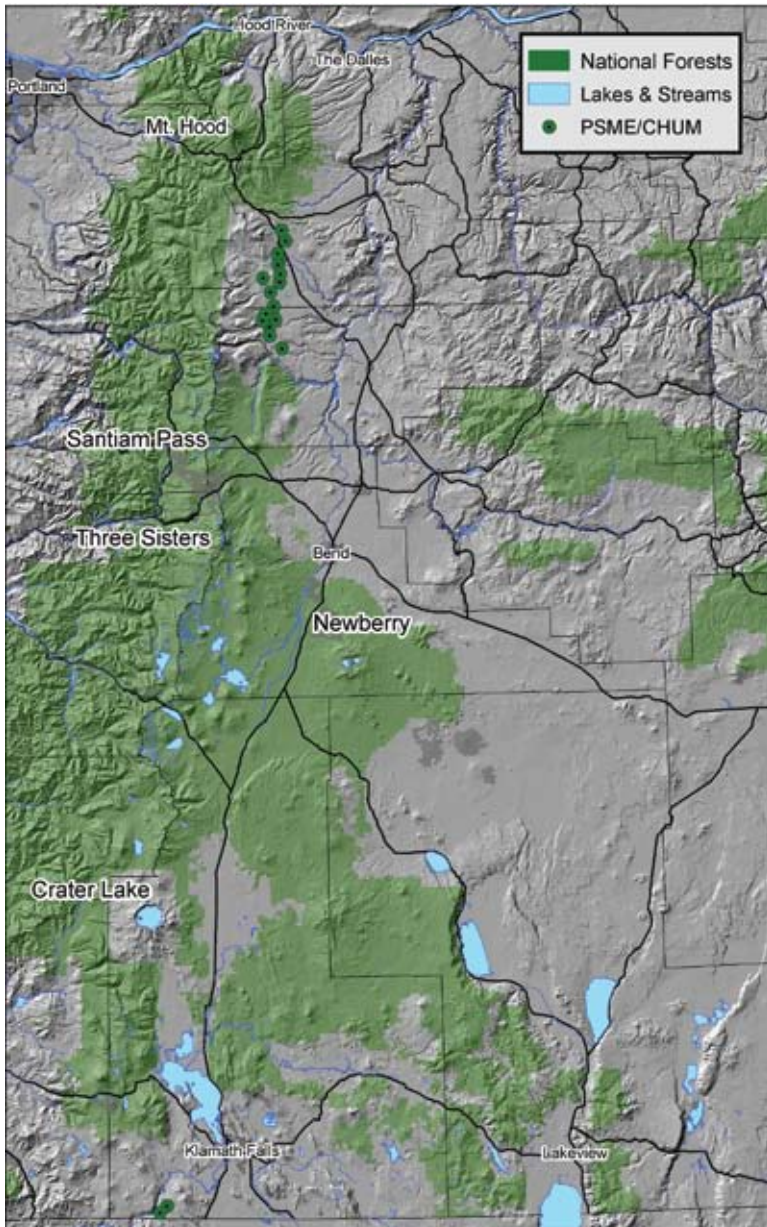 Hood River
The Dalles
Portland
Mt. Hood
National Forests
Lakes & Streams
PSME/CHUM
Santiam Pass
Three Sisters
Bend
Newberry
Crater Lake
Klamath Falls
Lakeview